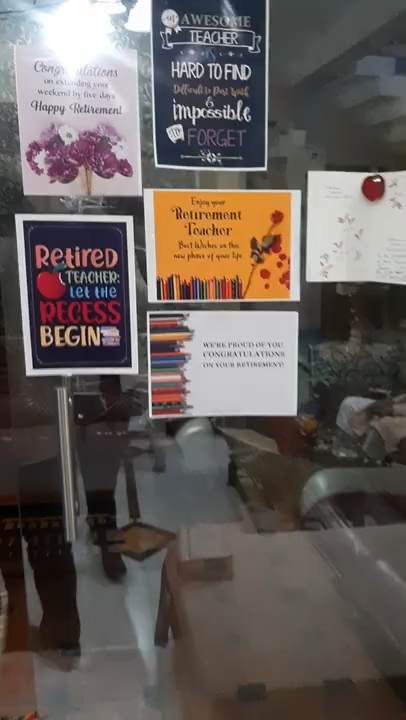 Congratulations
on extending your
weekend by five days
Happy Retirement
AWESOME
TEACHER
IS
HARD TO FIND
Difficult to Part With
&
impossible
TO
FORGET
Enjoy your
Retirement
Teacher
Best Wishes on this
new phase of your life
Retired
TEACHER:
Let the
RECESS
BEGIN
WE'RE PROUD OF YOU.
CONGRATULATIONS
ON YOUR RETIREMENT!